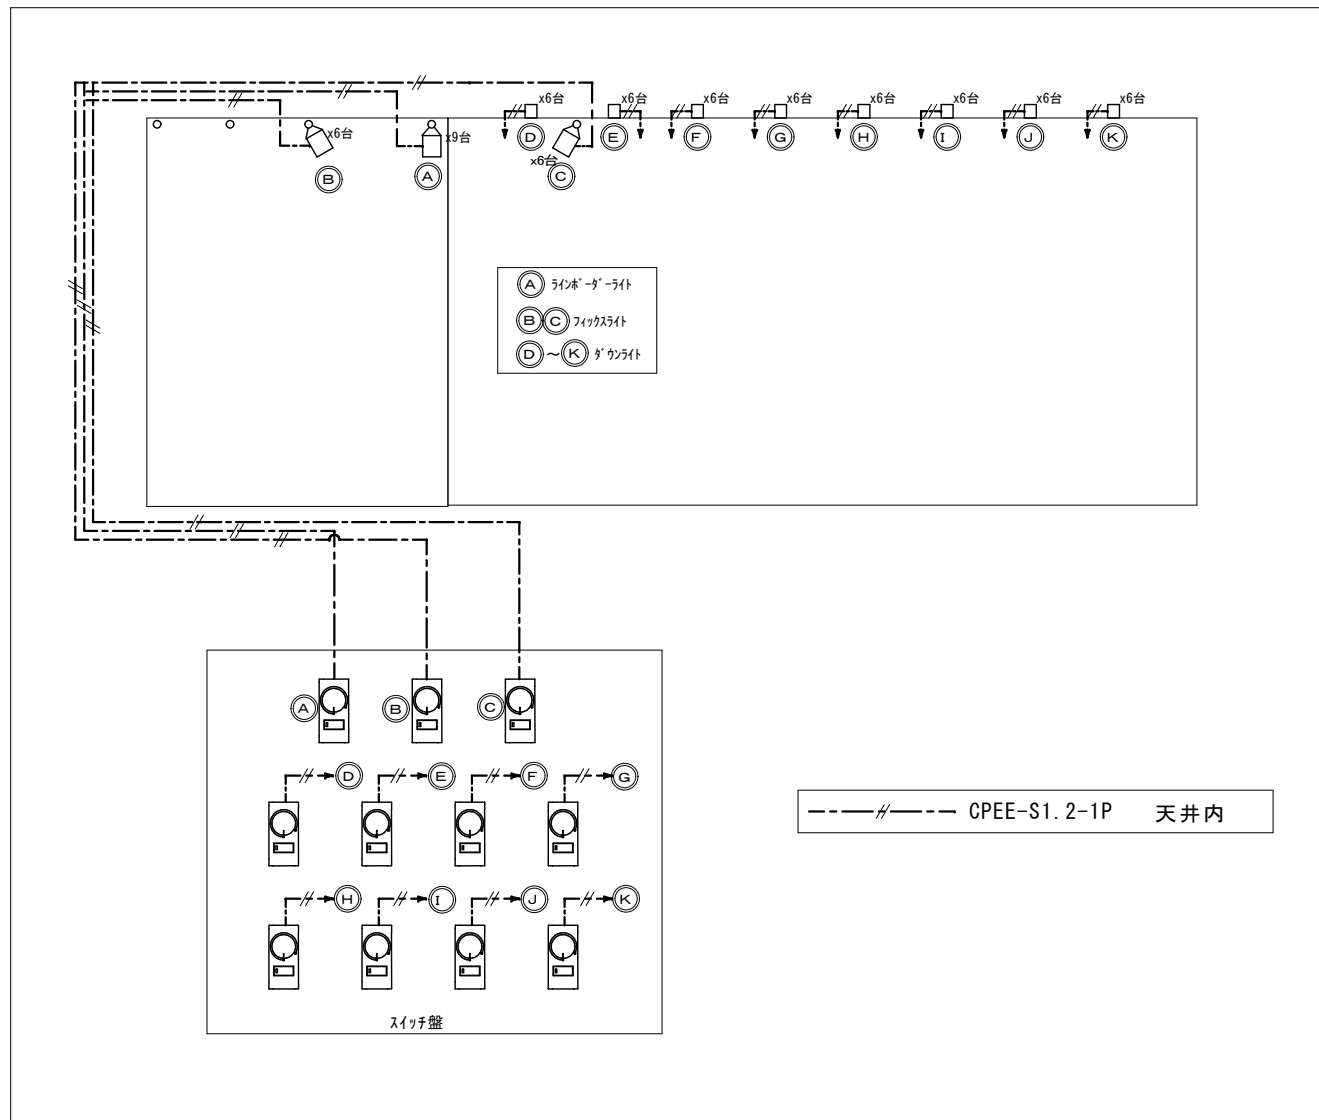 x6台 x6台 x6台 x6台 x6台 x6台 x6台 x6台
x6台 x9台 D E F G H I J K
x6台
B A C
A ラインボーダーライト
B C フィックスライト
D ～ K ダウンライト
A B C
D E F G
CPEE-S1.2-1P 天井内
H I J K
スイッチ盤